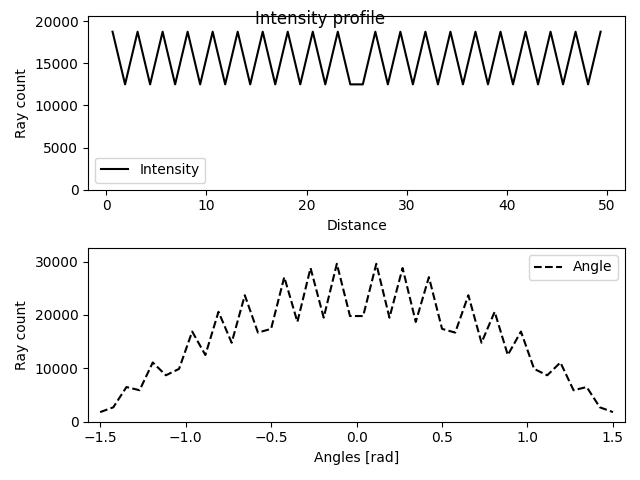 Intensity profile
20000
15000
10000
5000
0
Ray count
Intensity
0 10 20 30 40 50
Distance
30000
20000
10000
0
Ray count
Angle
−1.5 −1.0 −0.5 0.0 0.5 1.0 1.5
Angles [rad]